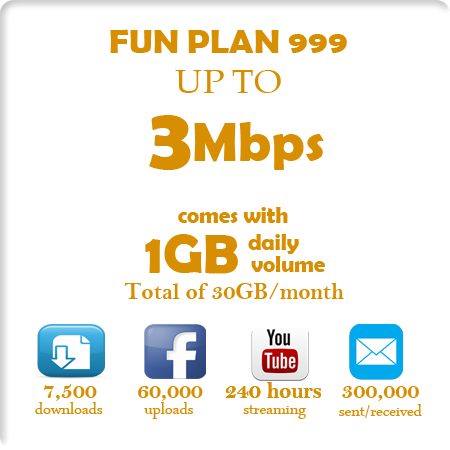 FUN PLAN 999
UP TO
3Mbps
comes with
1GB daily volume
Total of 30GB/month
f
You
Tube
7,500 60,000 240 hours 300,000
downloads uploads streaming sent/received